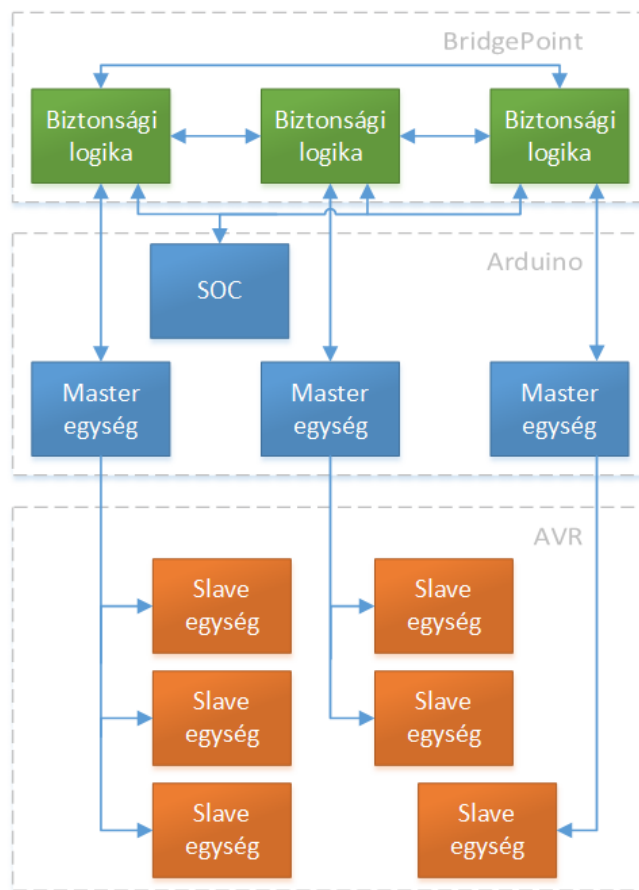 BridgePoint
Biztonsági
logika
Biztonsági
logika
Biztonsági
logika
Arduino
SOC
Master
egység
Master
egység
Master
egység
AVR
Slave
egység
Slave
egység
Slave
egység
Slave
egység
Slave
egység
Slave
egység